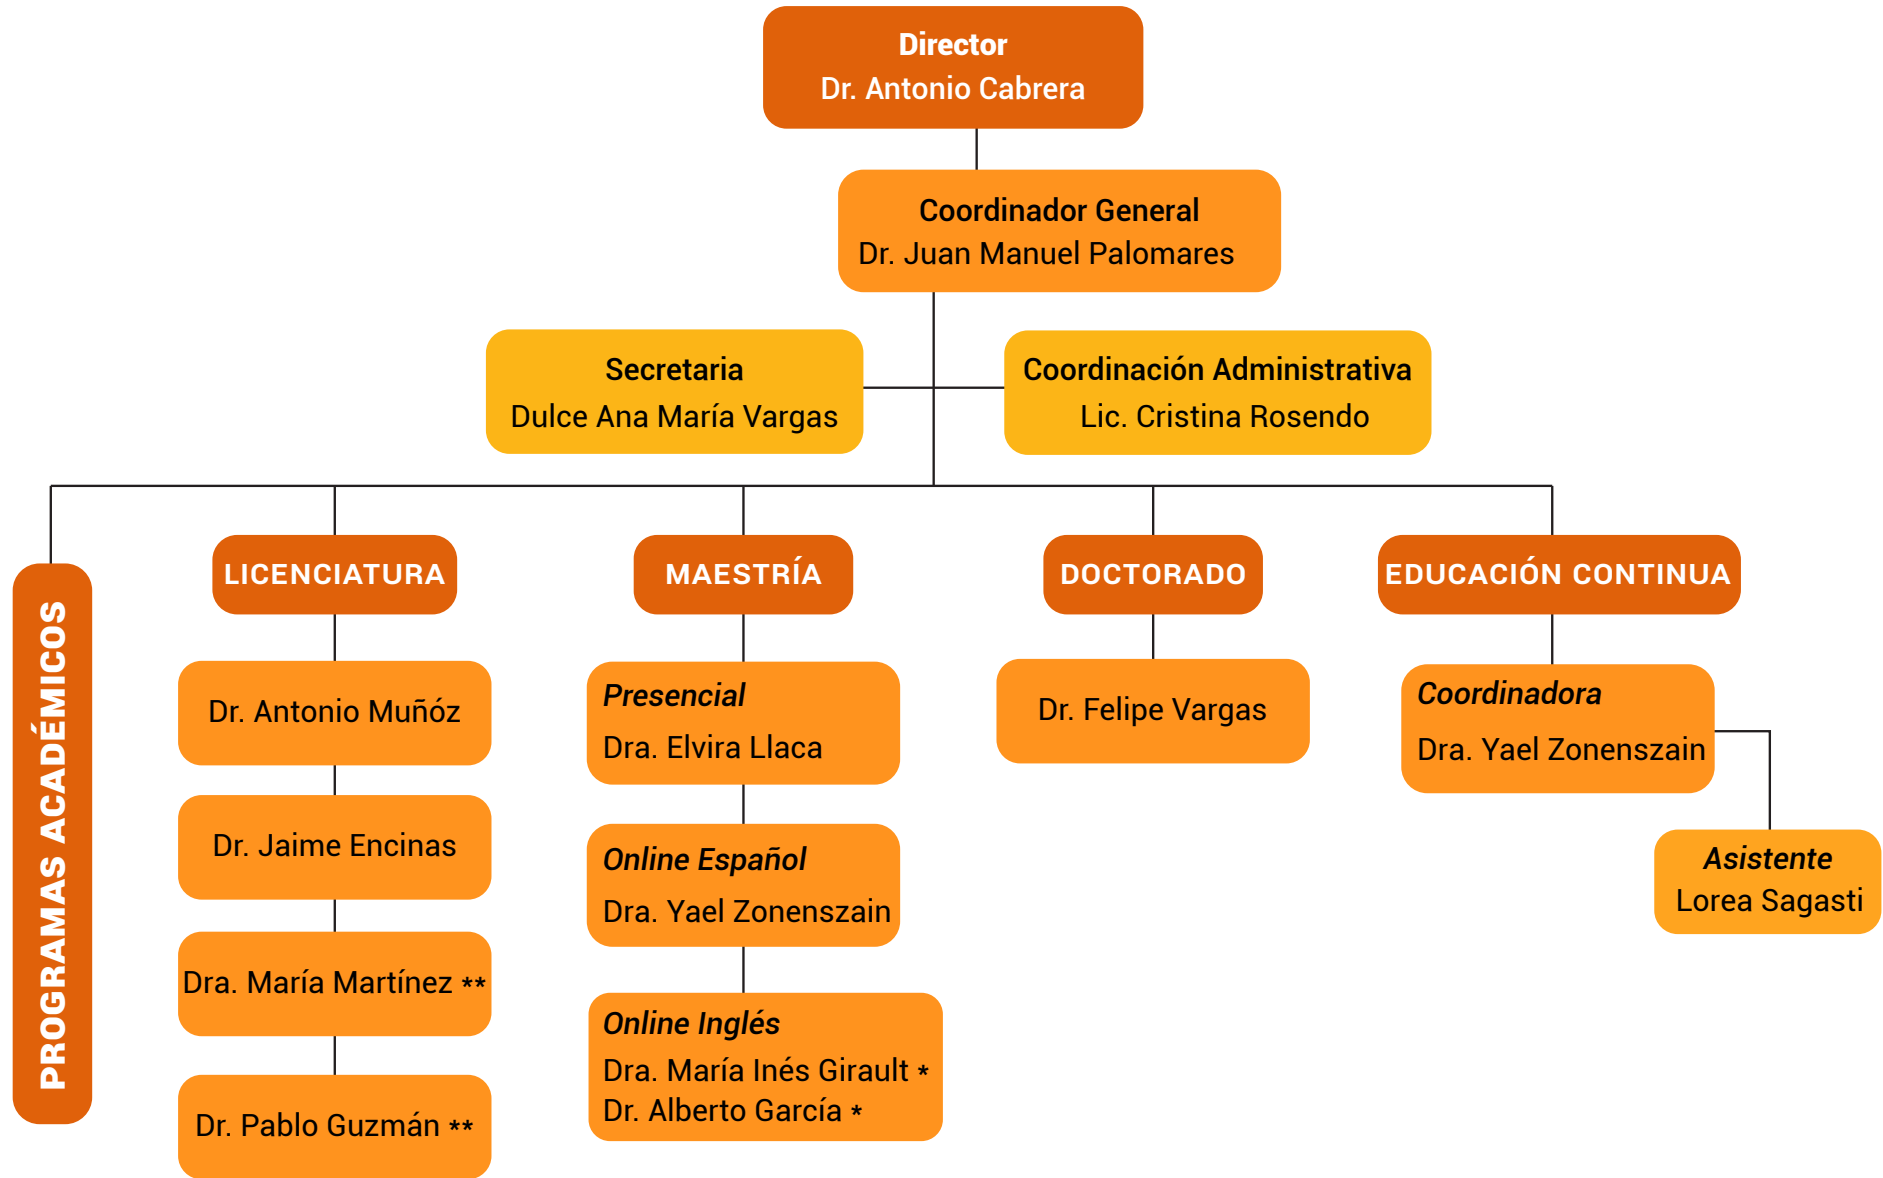 Director
Dr. Antonio Cabrera
Coordinador General
Dr. Juan Manuel Palomares
Secretaria
Dulce Ana María Vargas
Coordinación Administrativa
Lic. Cristina Rosendo
PROGRAMAS ACADÉMICOS
LICENCIATURA
Dr. Antonio Muñóz
Dr. Jaime Encinas
Dra. María Martínez **
Dr. Pablo Guzmán **
MAESTRÍA
Presencial
Dra. Elvira Llaca
Online Español
Dra. Yael Zonenszain
Online Inglés
Dra. María Inés Girault *
Dr. Alberto García *
DOCTORADO
Dr. Felipe Vargas
EDUCACIÓN CONTINUA
Coordinadora
Dra. Yael Zonenszain
Asistente
Lorea Sagasti